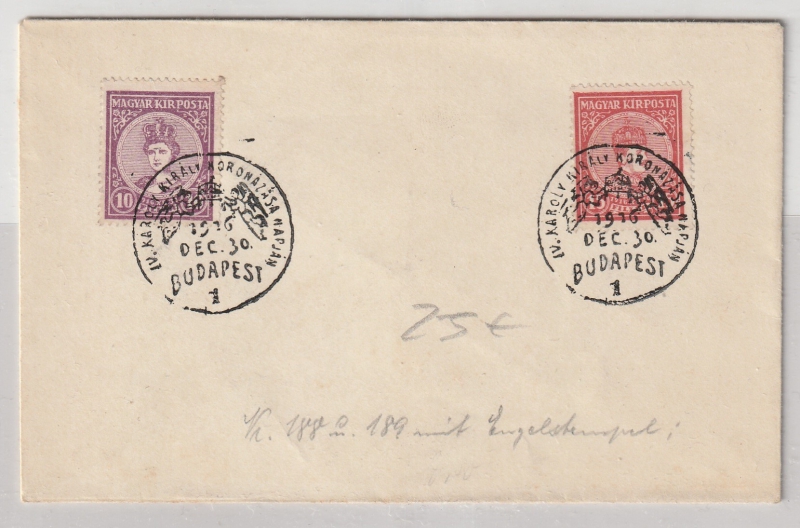 MAGYAR KIR POSTA
10
IV. KÁROLY KIRÁLY KORONÁZÁSA NAPJÁN
1916
DEC. 30.
BUDAPEST
1
MAGYAR KIR POSTA
IV. KÁROLY KIRÁLY KORONÁZÁSA NAPJÁN
1916
DEC. 30.
BUDAPEST
1
25 €
188 u. 189 mit Engelstempel;